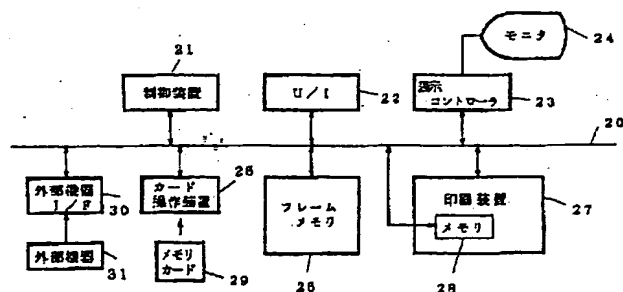 モニタ
24
21
制御装置
U/I
22
表示
コントローラ
23
20
外部機器
I/F
30
カード
操作装置
26
フレーム
メモリ
25
印器装置
メモリ
27
28
外部機器
31
メモリ
カード
29